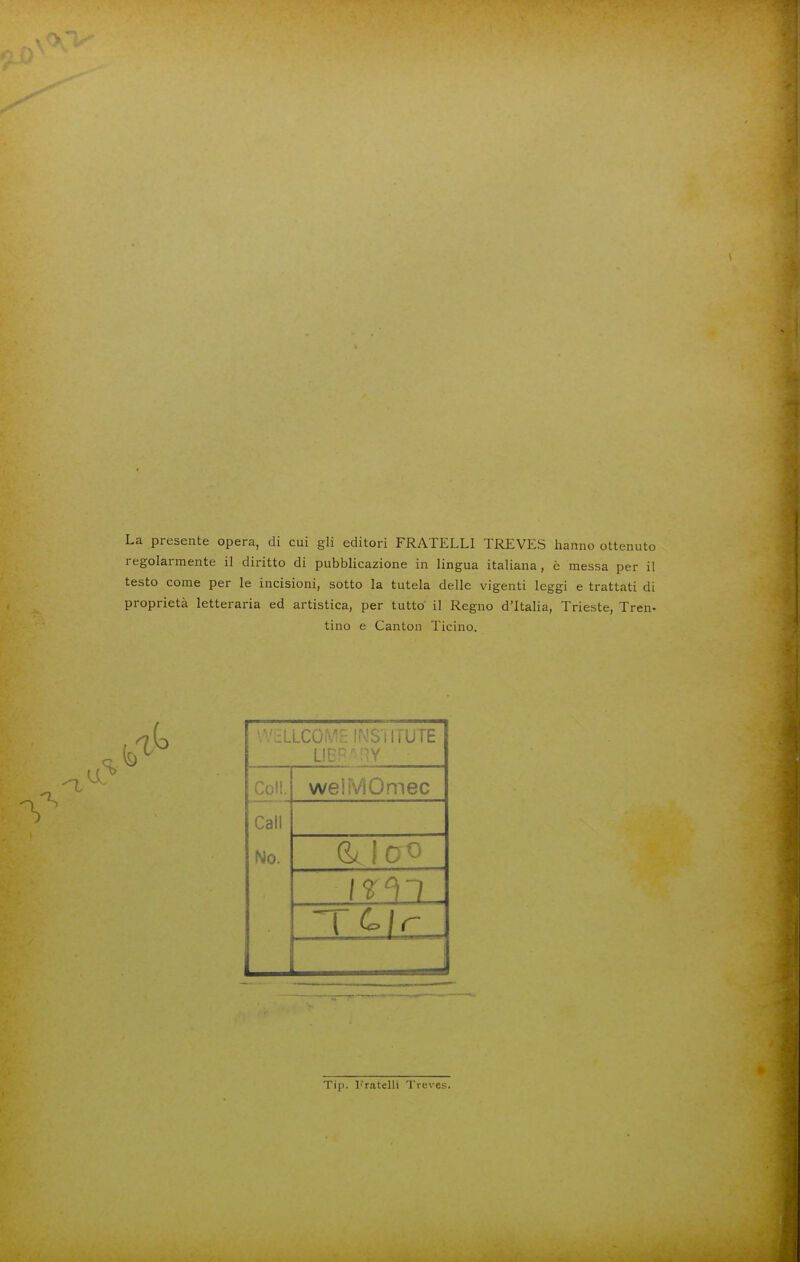 La presente opera, di cui gli editori FRATELLI TREVES hanno ottenuto
regolarmente il diritto di pubblicazione in lingua italiana, è messa per il
testo come per le incisioni, sotto la tutela delle vigenti leggi e trattati di
proprietà letteraria ed artistica, per tutto il Regno d'Italia, Trieste, Tren-
tino e Canton Ticino.
WELLCOME INSTITUTE
LIBRARY
Coll. welMOmec
Call
No. 100
1897
Tip. Fratelli Treves.